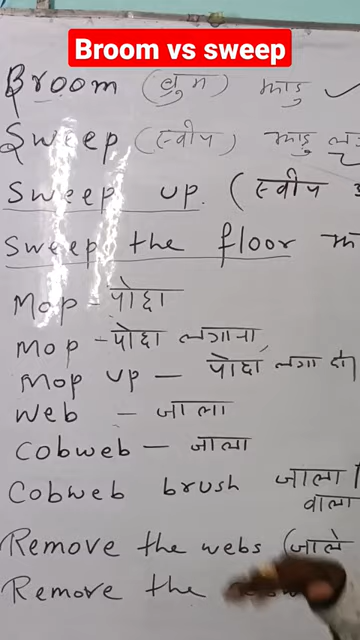 Broom vs sweep
Broom (ब्रुम) झाडु ✓
Sweep (स्वीप) झाडु
Sweep up. (स्वीप
Sweep the floor
Mop - पोछा
Mop - पोछा लगाना
Mop up - पोछा लगा दो।
Web - जाला
Cobweb - जाला
Cobweb brush जाला
वाला
Remove the webs (जाले
Remove the